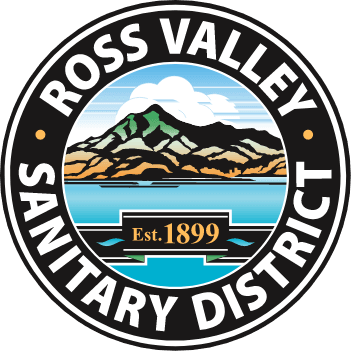 ROSS VALLEY
Est. 1899
SANITARY DISTRICT